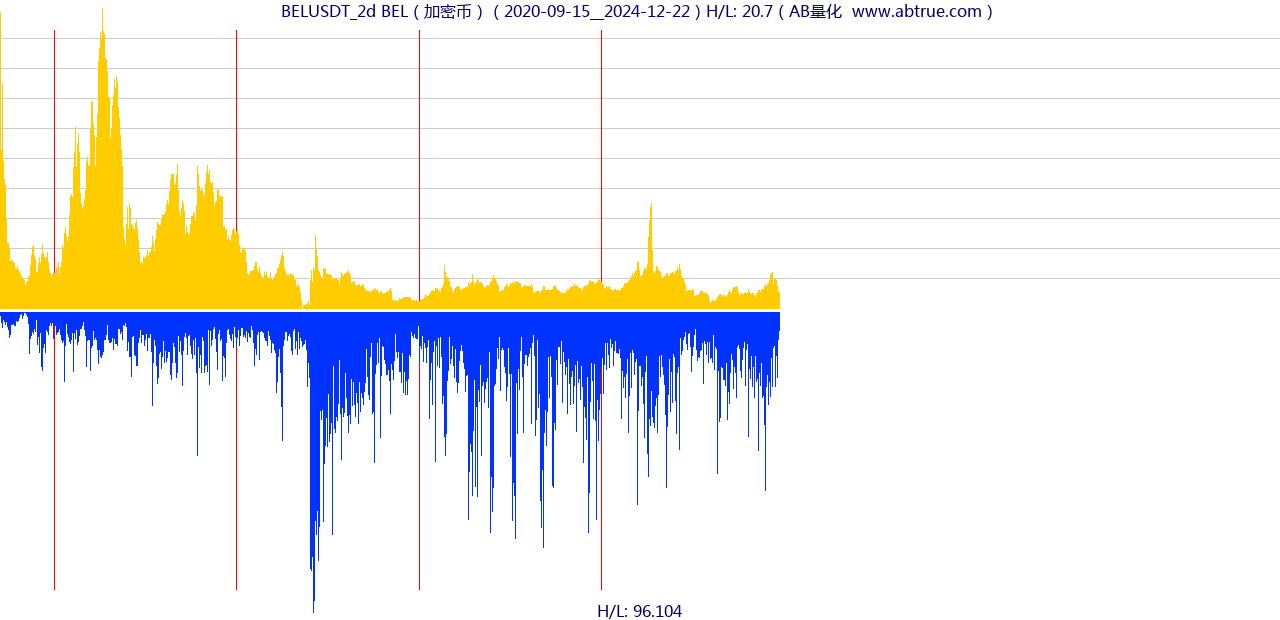 BELUSDT_2d BEL（加密币）（2020-09-15__2024-12-22）H/L: 20.7（AB量化  www.abtrue.com）
H/L: 96.104